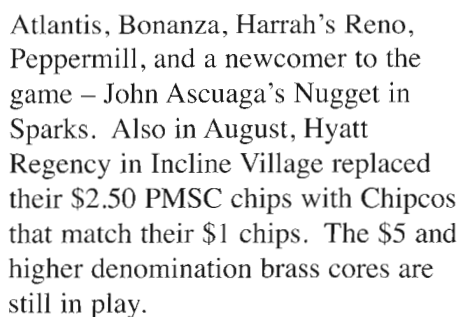 Atlantis, Bonanza, Harrah's Reno,
Peppermill, and a newcomer to the
game – John Ascuaga's Nugget in
Sparks.  Also in August, Hyatt
Regency in Incline Village replaced
their $2.50 PMSC chips with Chipcos
that match their $1 chips.  The $5 and
higher denomination brass cores are
still in play.